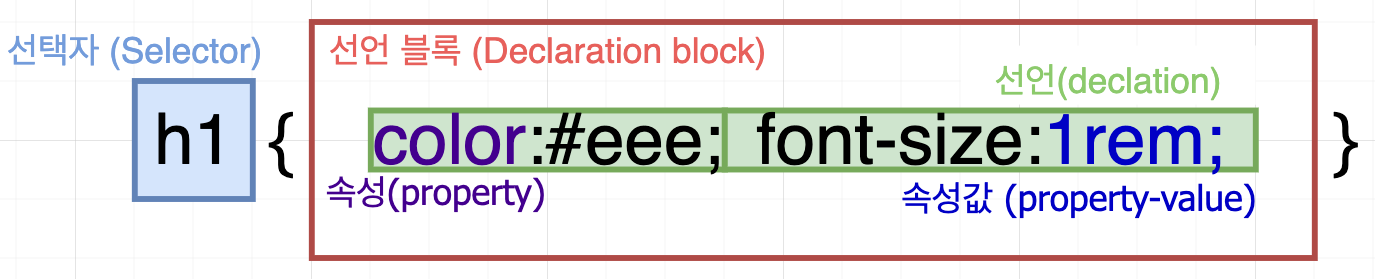 선택자 (Selector)
선언 블록 (Declaration block)
선언(declation)
h1 { color:#eee; font-size:1rem; }
속성(property)
속성값 (property-value)